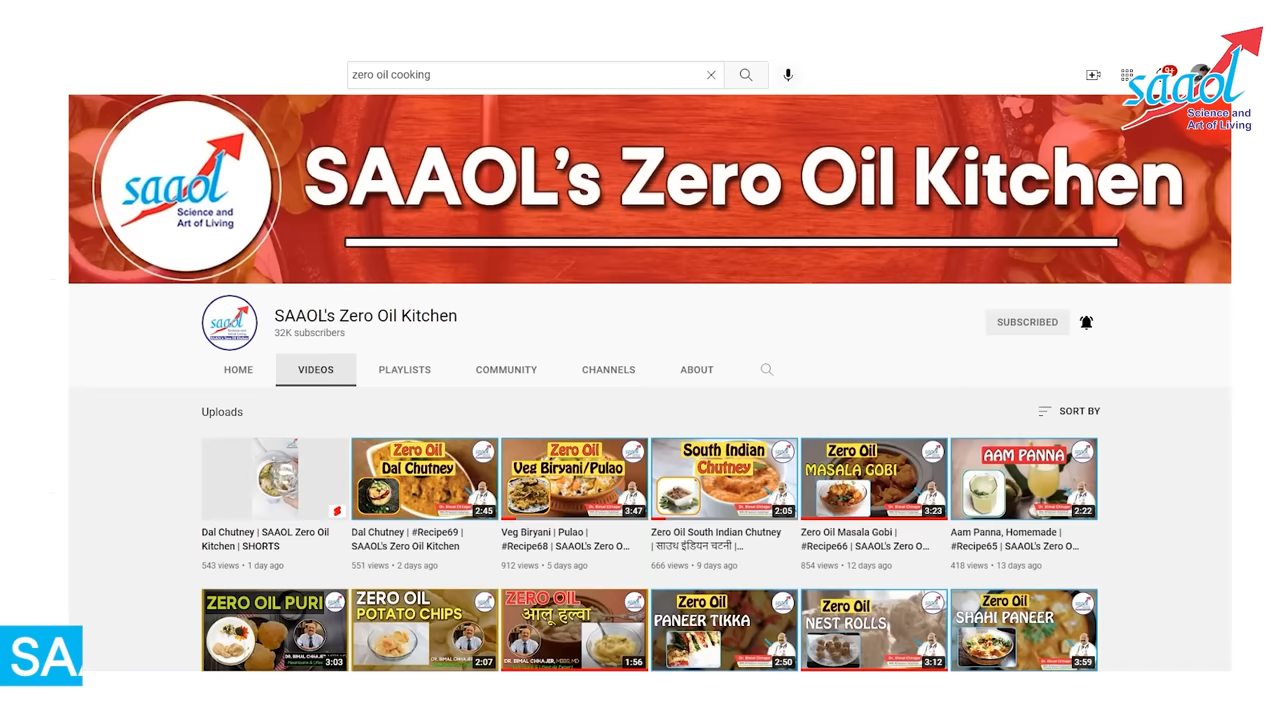 zero oil cooking
9+
saaol
Science and
Art of Living
saaol
Science and
Art of Living
SAAOL's Zero Oil Kitchen
saaol
SAAOL's Zero Oil Kitchen
32K subscribers
SUBSCRIBED
HOME
VIDEOS
PLAYLISTS
COMMUNITY
CHANNELS
ABOUT
Uploads
SORT BY
Zero Oil
Dal Chutney
2:45
Zero Oil
Veg Biryani/Pulao
3:47
South Indian
Chutney
2:05
Zero Oil
MASALA GOBI
3:23
AAM PANNA
2:22
Dal Chutney | SAAOL Zero Oil
Kitchen | SHORTS
543 views • 1 day ago
Dal Chutney | #Recipe69 |
SAAOL's Zero Oil Kitchen
551 views • 2 days ago
Veg Biryani | Pulao |
#Recipe68 | SAAOL's Zero O...
912 views • 5 days ago
Zero Oil South Indian Chutney
| साउथ इंडियन चटनी |...
666 views • 9 days ago
Zero Oil Masala Gobi |
#Recipe66 | SAAOL's Zero O...
854 views • 12 days ago
Aam Panna, Homemade |
#Recipe65 | SAAOL's Zero O...
418 views • 13 days ago
ZERO OIL PURI
3:03
ZERO OIL
POTATO CHIPS
2:07
ZERO OIL
आलू हल्वा
DR. BIMAL CHHAJER, MBBS, MD
1:56
Zero Oil
PANEER TIKKA
2:50
Zero Oil
NEST ROLLS
3:12
Zero Oil
SHAHI PANEER
3:59
SA